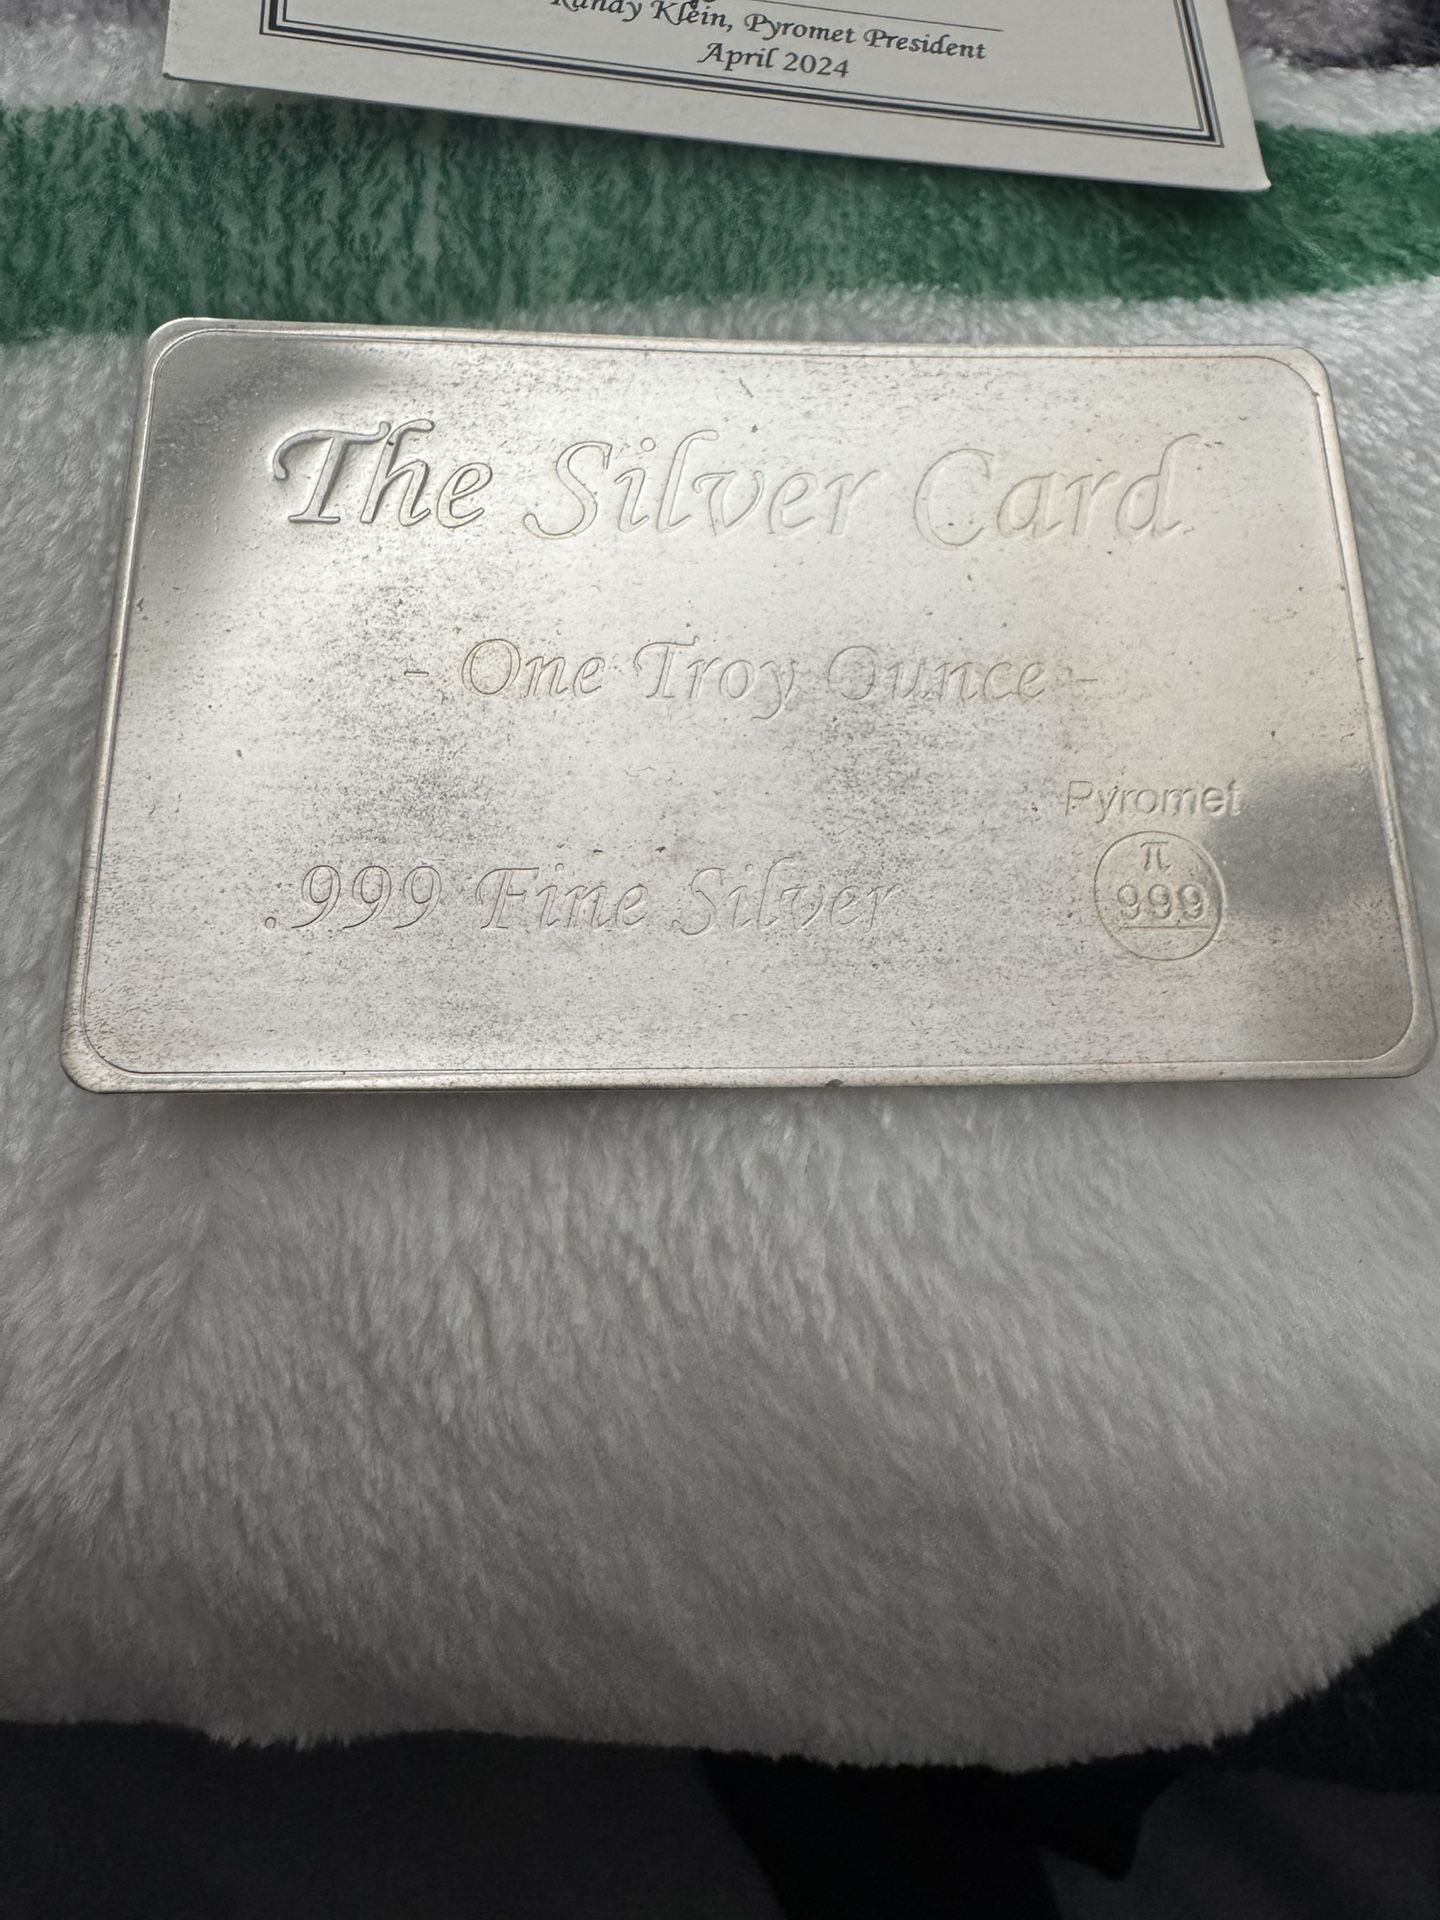 Randy Klein, Pyromet President
April 2024
The Silver Card
- One Troy Ounce -
Pyromet
π
999
.999 Fine Silver